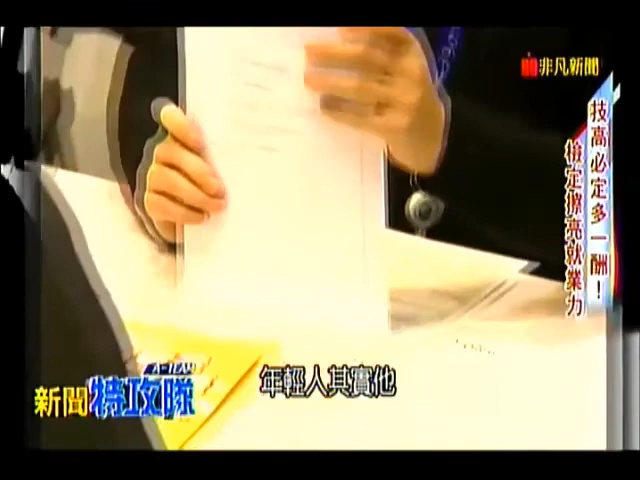 非凡新聞
技高必定多一酬！
檢定擦亮就業力
A-TEAM
新聞特攻隊
年輕人其實他